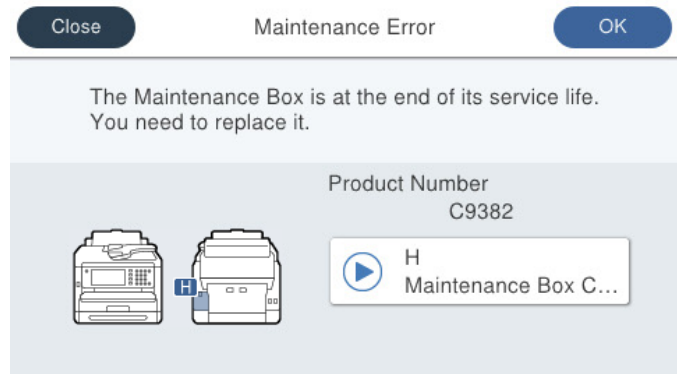 Close
Maintenance Error
OK
The Maintenance Box is at the end of its service life.
You need to replace it.
Product Number
C9382
H
H
Maintenance Box C...